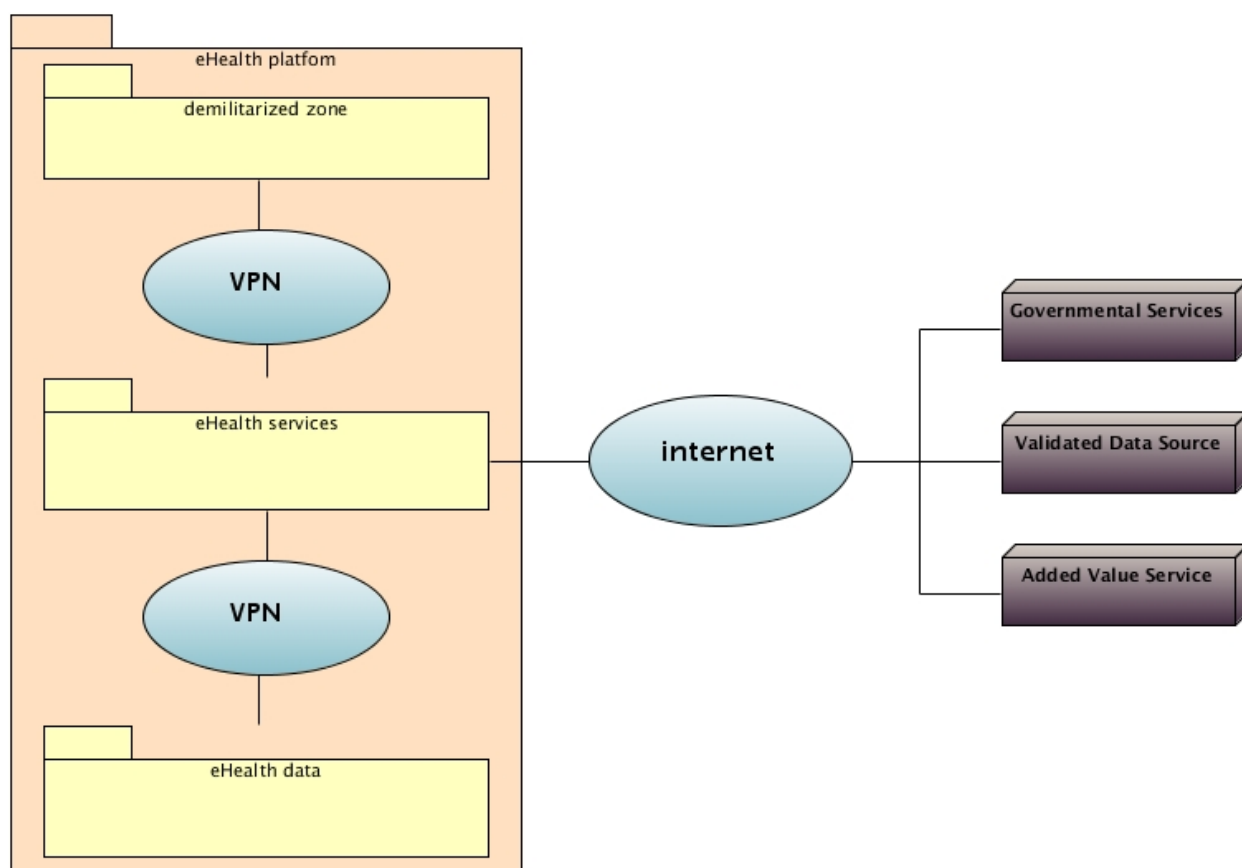 eHealth platfom
demilitarized zone
VPN
eHealth services
VPN
eHealth data
internet
Governmental Services
Validated Data Source
Added Value Service